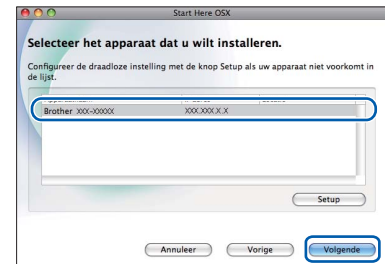 Start Here OSX
Selecteer het apparaat dat u wilt installeren.
Configureer de draadloze instelling met de knop Setup als uw apparaat niet voorkomt in
de lijst.
Brother XXX-XXXXX XXX.XXX.X.X
Setup
Annuleer Vorige Volgende